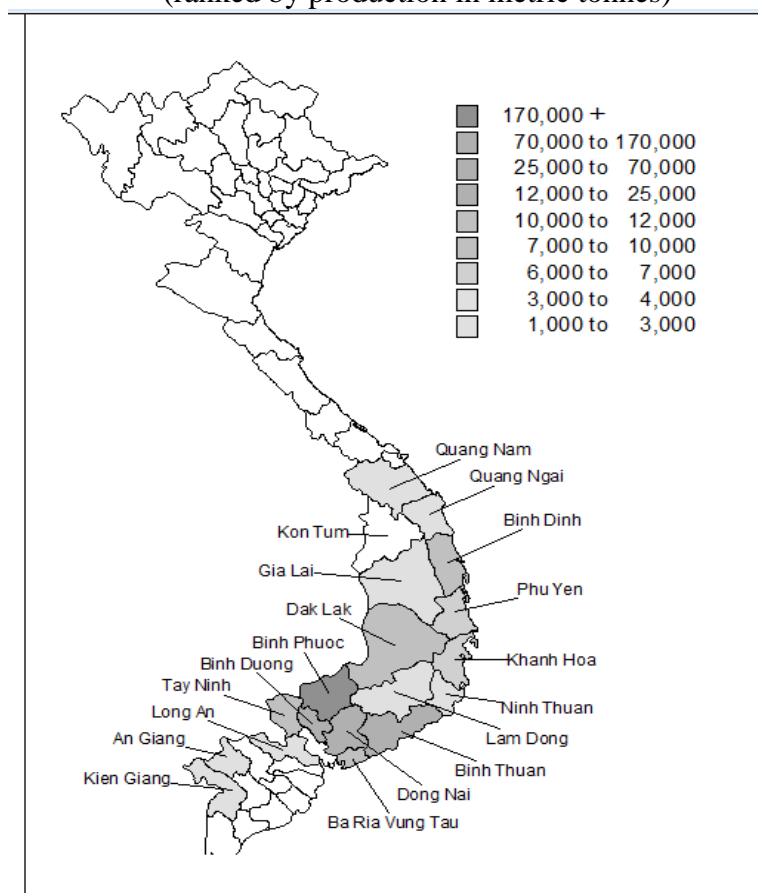 (ranked by production in metric tonnes)
170,000 +
70,000 to 170,000
25,000 to 70,000
12,000 to 25,000
10,000 to 12,000
7,000 to 10,000
6,000 to 7,000
3,000 to 4,000
1,000 to 3,000
Quang Nam
Quang Ngai
Binh Dinh
Kon Tum
Gia Lai
Phu Yen
Dak Lak
Binh Phuoc
Khanh Hoa
Binh Duong
Tay Ninh
Ninh Thuan
Long An
Lam Dong
An Giang
Binh Thuan
Kien Giang
Dong Nai
Ba Ria Vung Tau